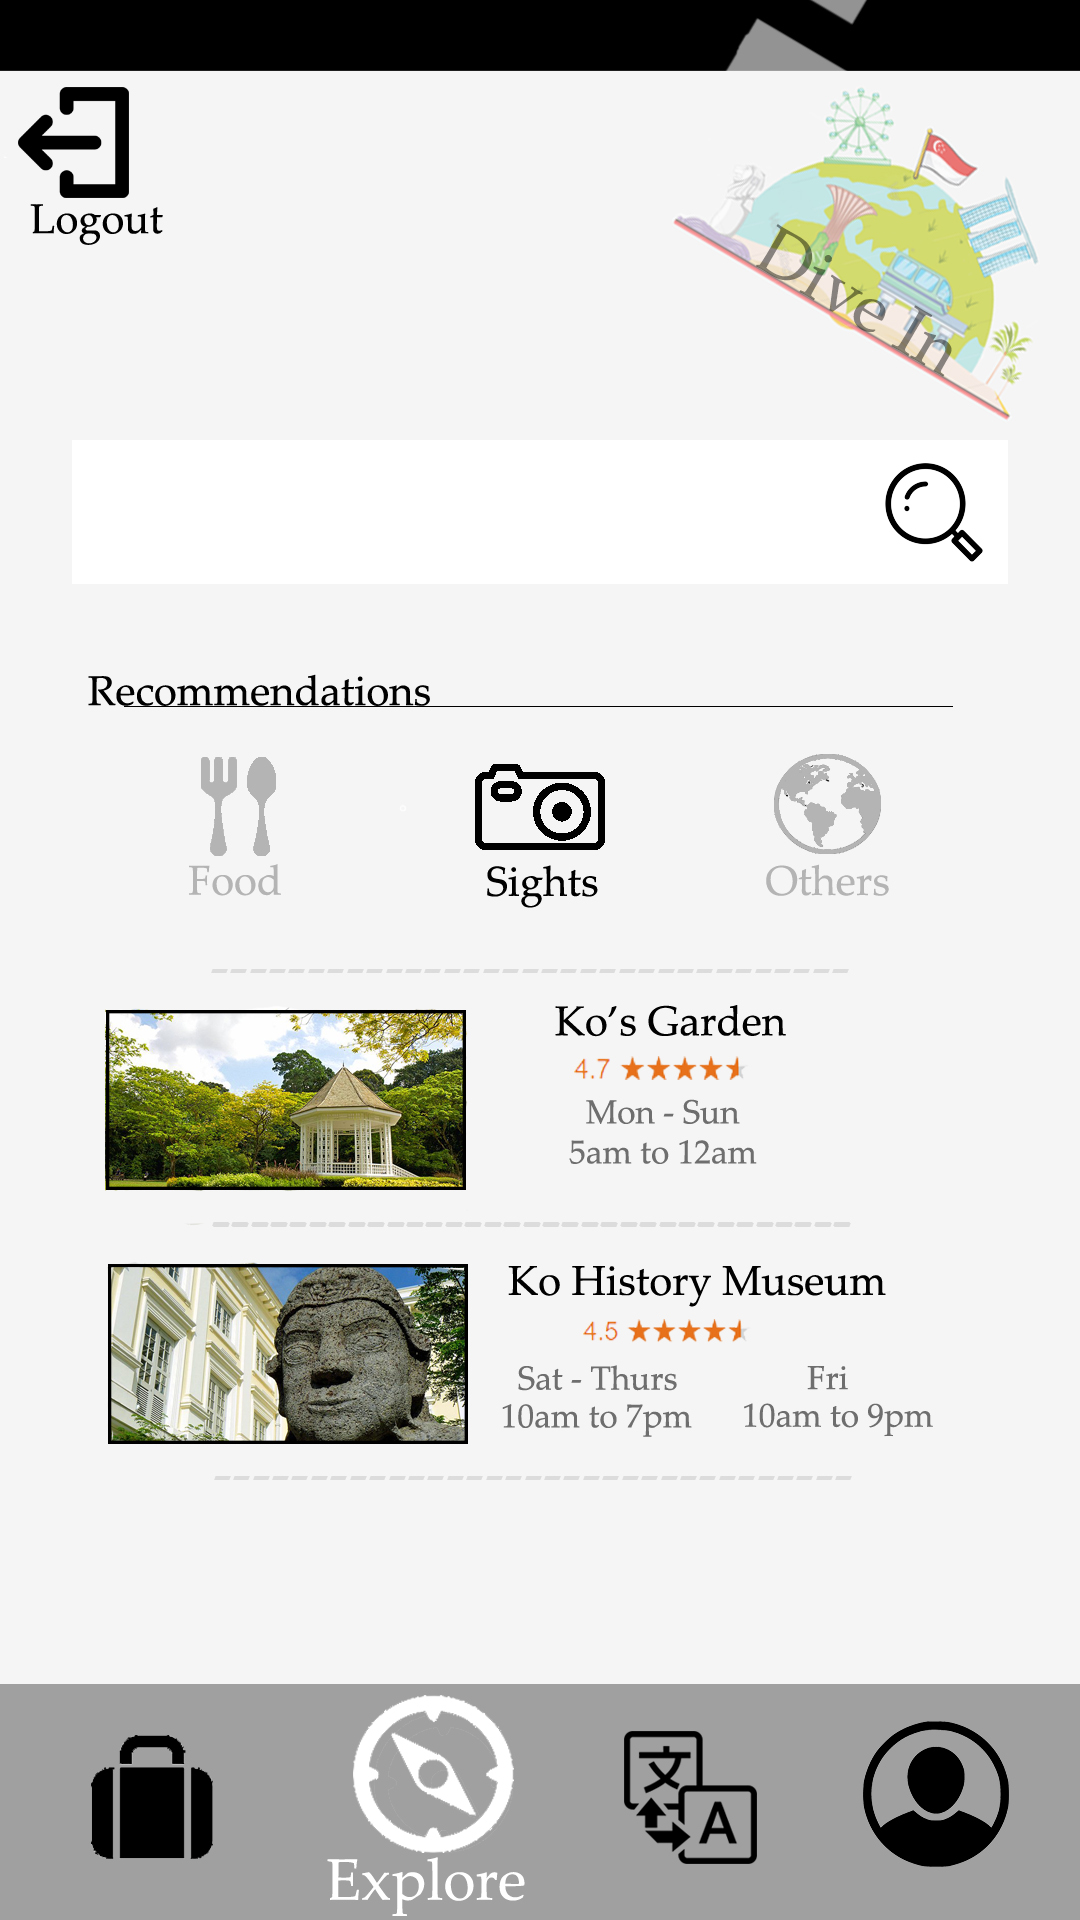 Logout
Dive In
Recommendations
Food
Sights
Others
Ko’s Garden
4.7
Mon - Sun
5am to 12am
Ko History Museum
4.5
Sat - Thurs
10am to 7pm
Fri
10am to 9pm
文
A
Explore